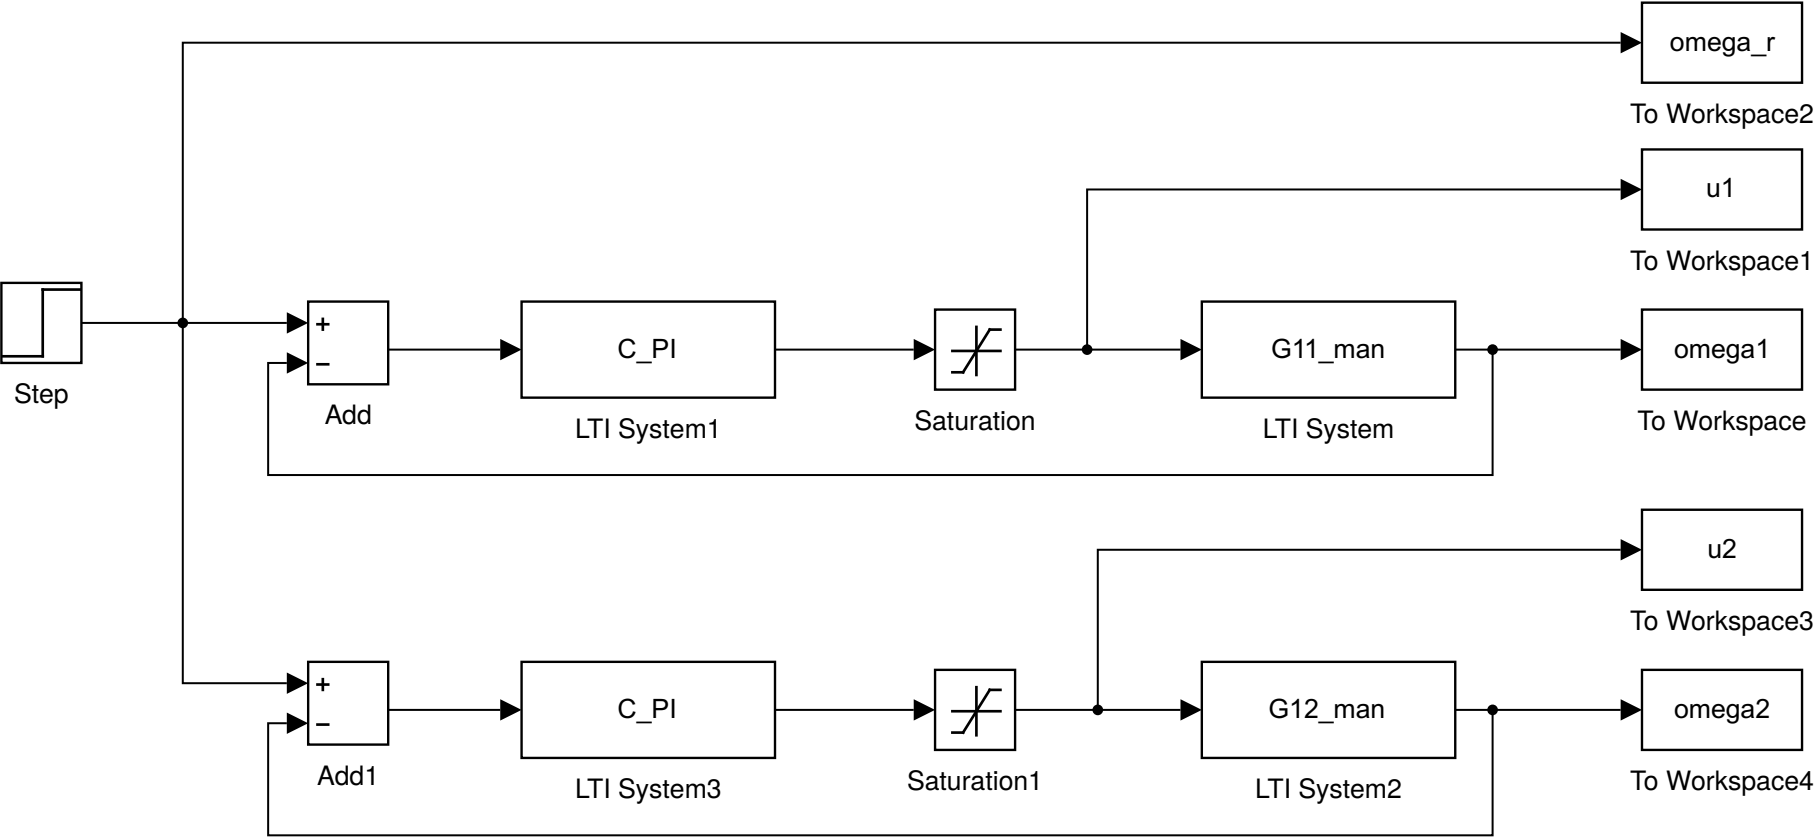 omega_r
To Workspace2
u1
To Workspace1
Step
+
−
Add
C_PI
LTI System1
Saturation
G11_man
LTI System
omega1
To Workspace
u2
To Workspace3
+
−
Add1
C_PI
LTI System3
Saturation1
G12_man
LTI System2
omega2
To Workspace4